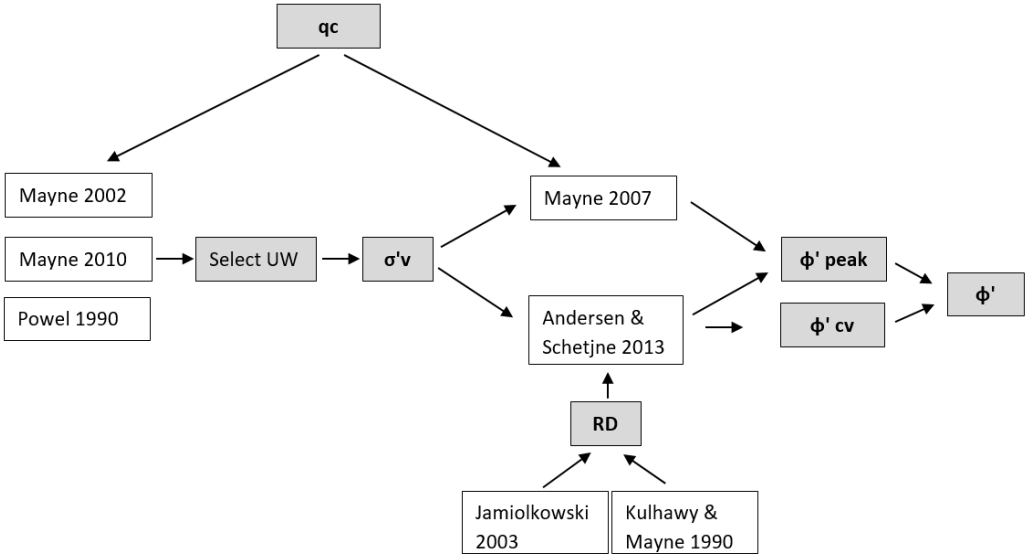 qc
Mayne 2002
Mayne 2007
Mayne 2010
Select UW
σ'v
ϕ' peak
ϕ'
Powel 1990
Andersen &
Schetjne 2013
ϕ' cv
RD
Jamiolkowski
2003
Kulhawy &
Mayne 1990